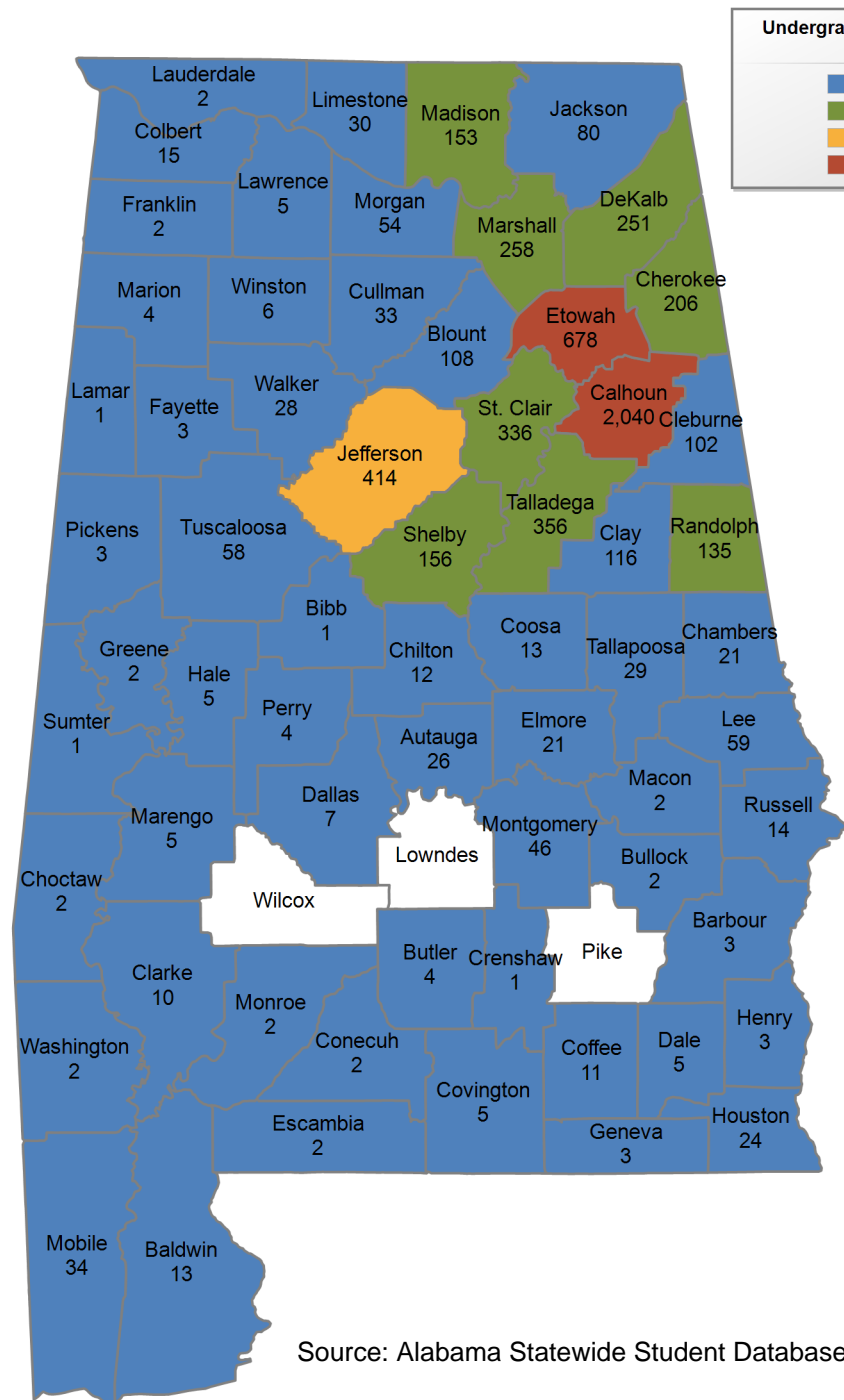 Undergra
Lauderdale
2
Limestone
30
Madison
153
Jackson
80
Colbert
15
Lawrence
5
Franklin
2
Morgan
54
Marshall
258
DeKalb
251
Cherokee
206
Marion
4
Winston
6
Cullman
33
Blount
108
Etowah
678
Lamar
1
Fayette
3
Walker
28
St. Clair
336
Calhoun
2,040
Cleburne
102
Jefferson
414
Pickens
3
Tuscaloosa
58
Shelby
156
Talladega
356
Clay
116
Randolph
135
Bibb
1
Greene
2
Hale
5
Chilton
12
Coosa
13
Tallapoosa
29
Chambers
21
Sumter
1
Perry
4
Autauga
26
Elmore
21
Lee
59
Macon
2
Russell
14
Marengo
5
Dallas
7
Lowndes
Montgomery
46
Bullock
2
Choctaw
2
Wilcox
Barbour
3
Clarke
10
Butler
4
Crenshaw
1
Pike
Monroe
2
Conecuh
2
Coffee
11
Dale
5
Henry
3
Washington
2
Covington
5
Escambia
2
Geneva
3
Houston
24
Mobile
34
Baldwin
13
Source: Alabama Statewide Student Database